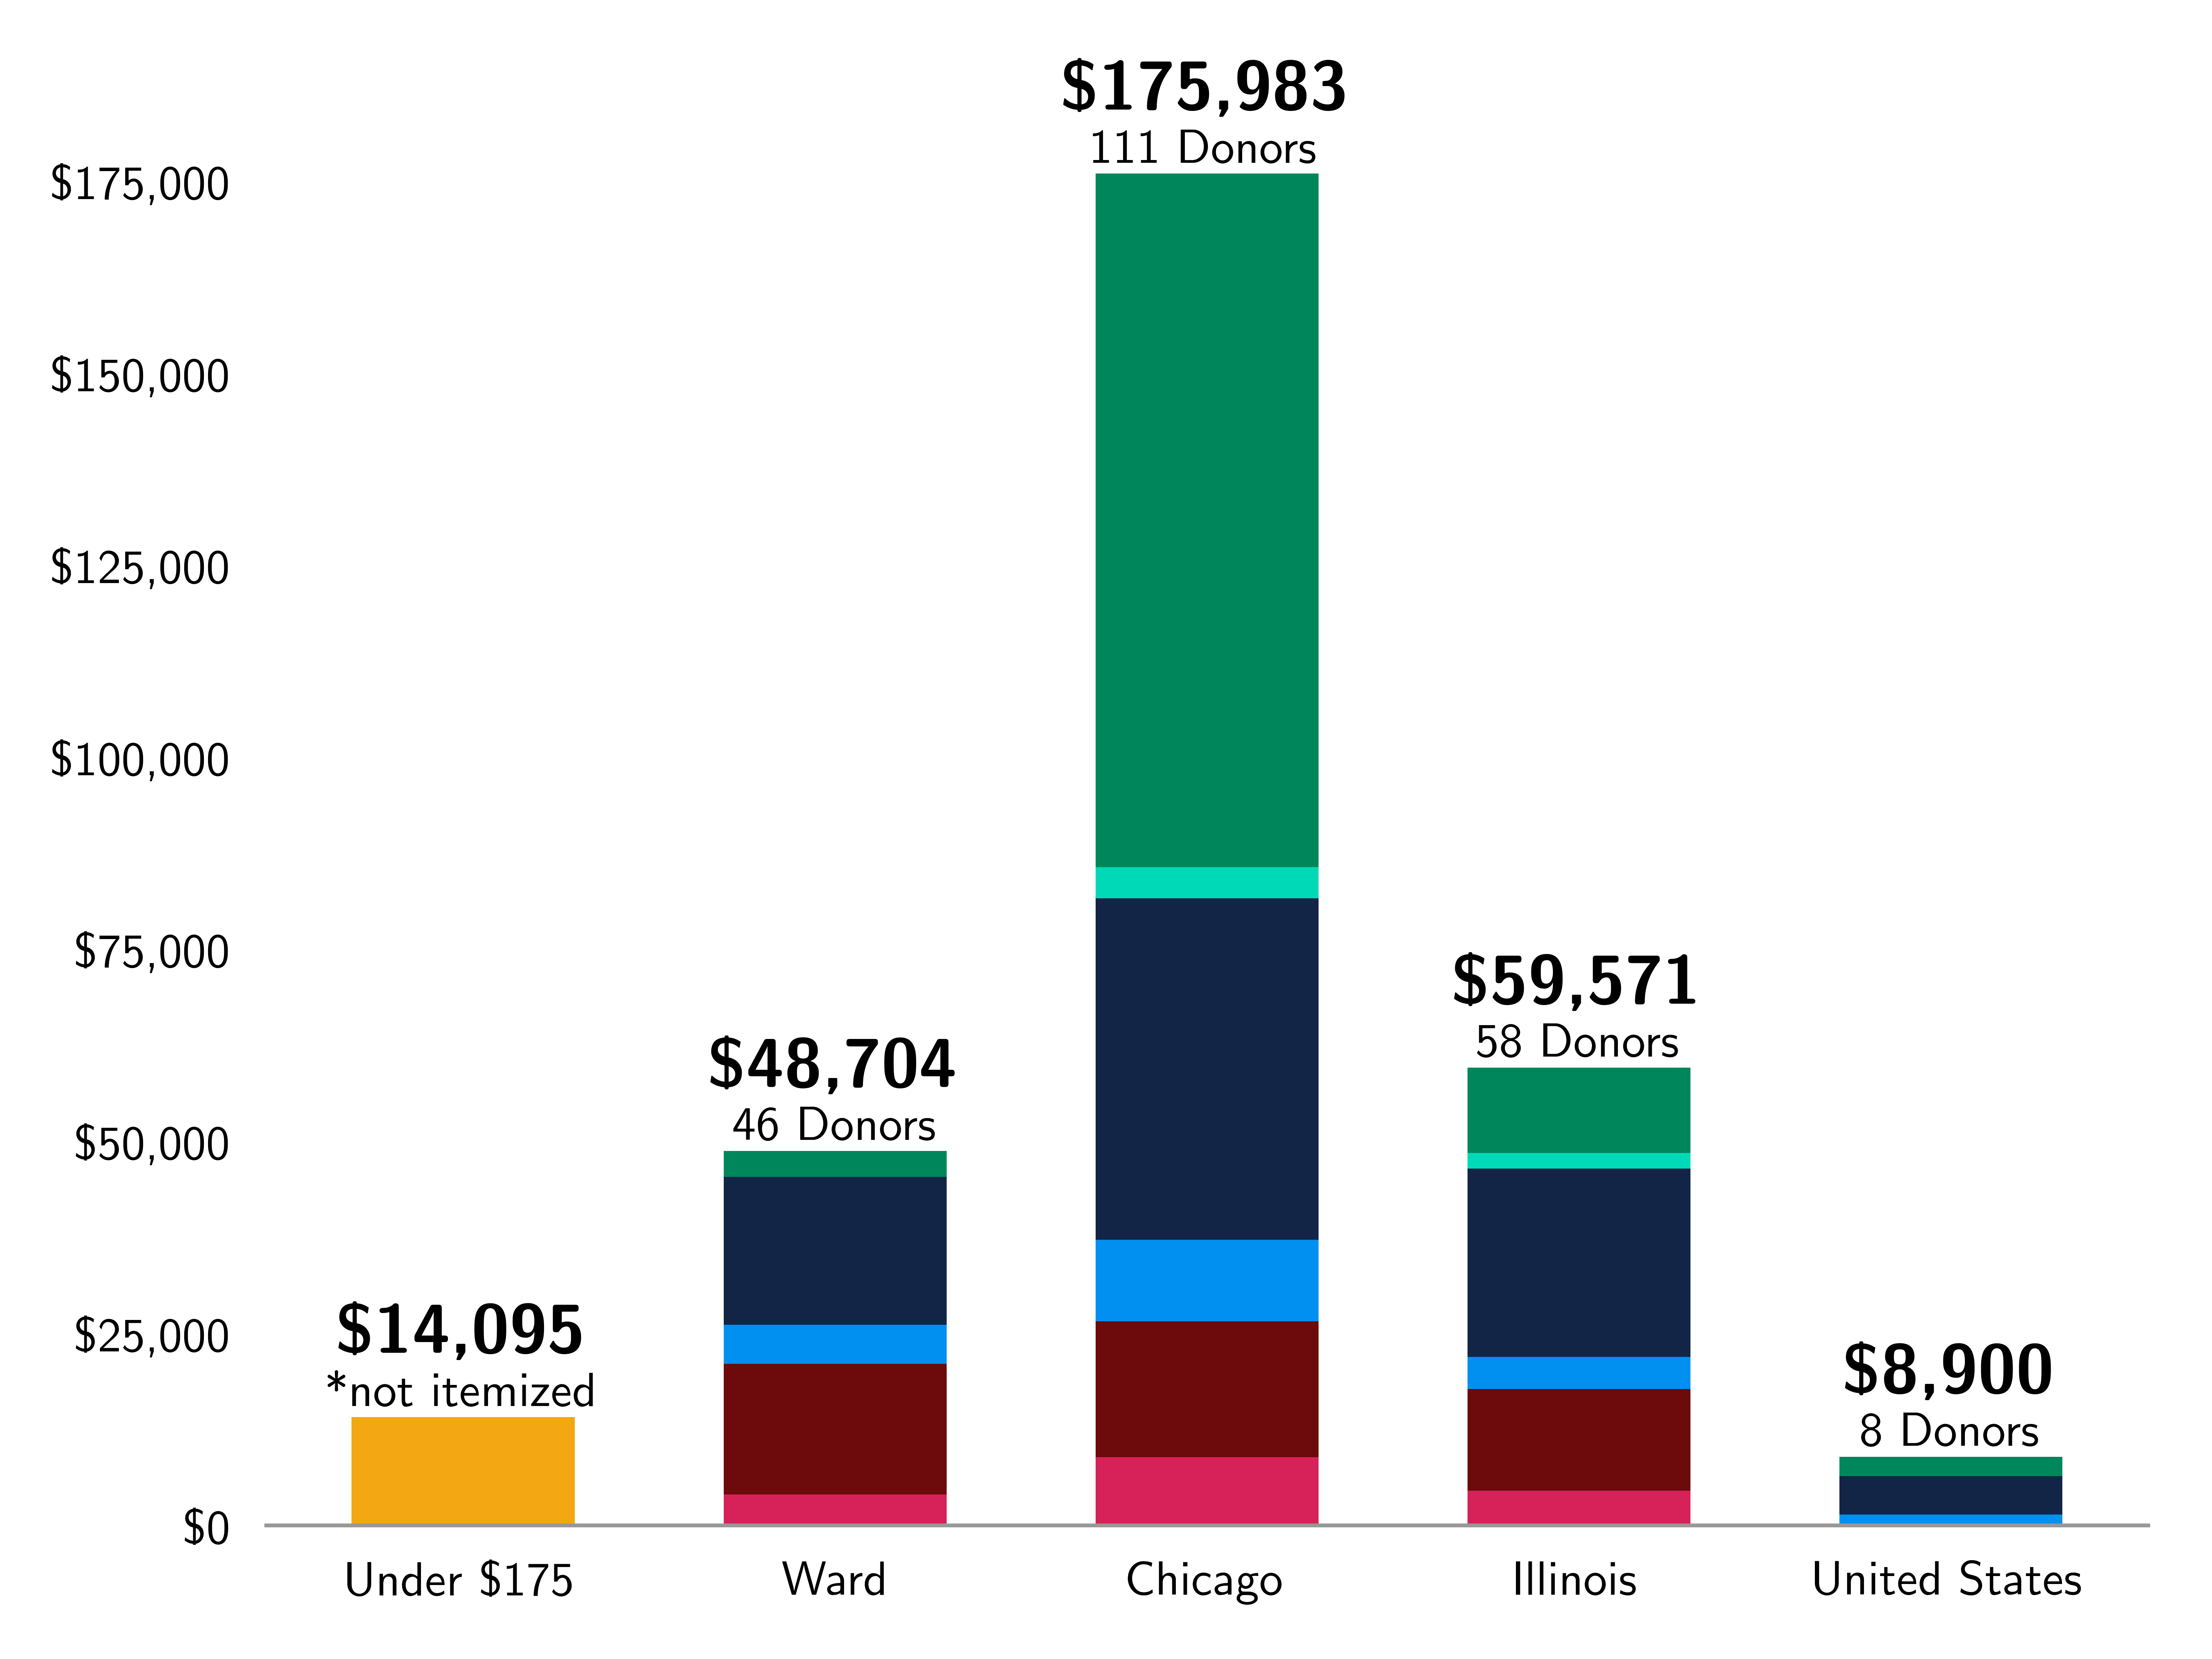 $175,983
111 Donors
$175,000
$150,000
$125,000
$100,000
$75,000
$59,571
58 Donors
$48,704
46 Donors
$50,000
$25,000
$14,095
*not itemized
$8,900
8 Donors
$0
Under $175
Ward
Chicago
Illinois
United States